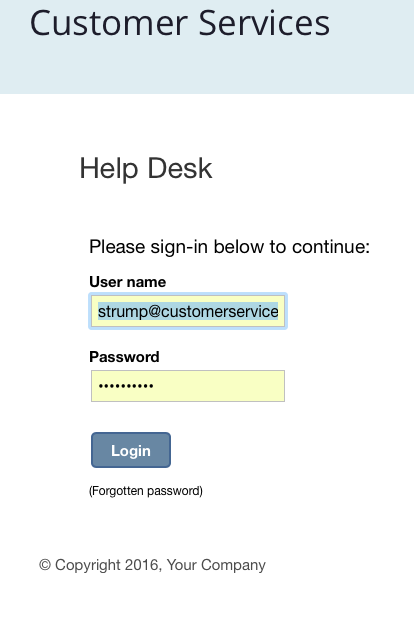 Customer Services
Help Desk
Please sign-in below to continue:
User name
strump@customerservice
Password
••••••••••
Login
(Forgotten password)
© Copyright 2016, Your Company